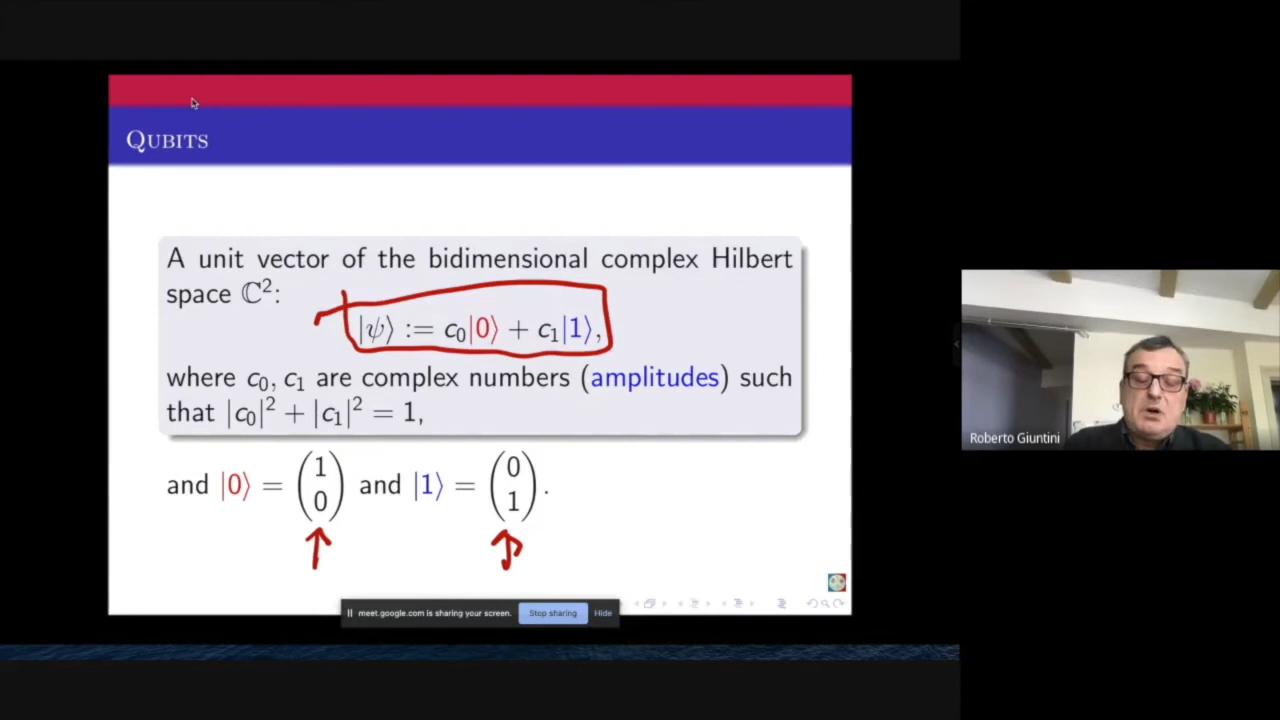 Qubits
A unit vector of the bidimensional complex Hilbert
space ℂ²:
|ψ⟩ := c₀|0⟩ + c₁|1⟩,
where c₀, c₁ are complex numbers (amplitudes) such
that |c₀|² + |c₁|² = 1,
and |0⟩ = (1 0) and |1⟩ = (0 1).
meet.google.com is sharing your screen. Stop sharing Hide
Roberto Giuntini